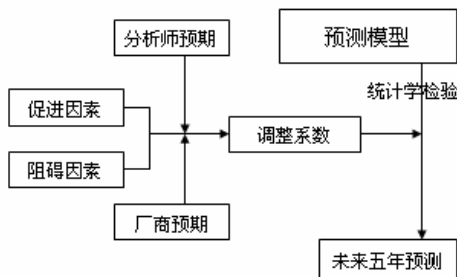 分析师预期
预测模型
统计学检验
促进因素
调整系数
阻碍因素
厂商预期
未来五年预测